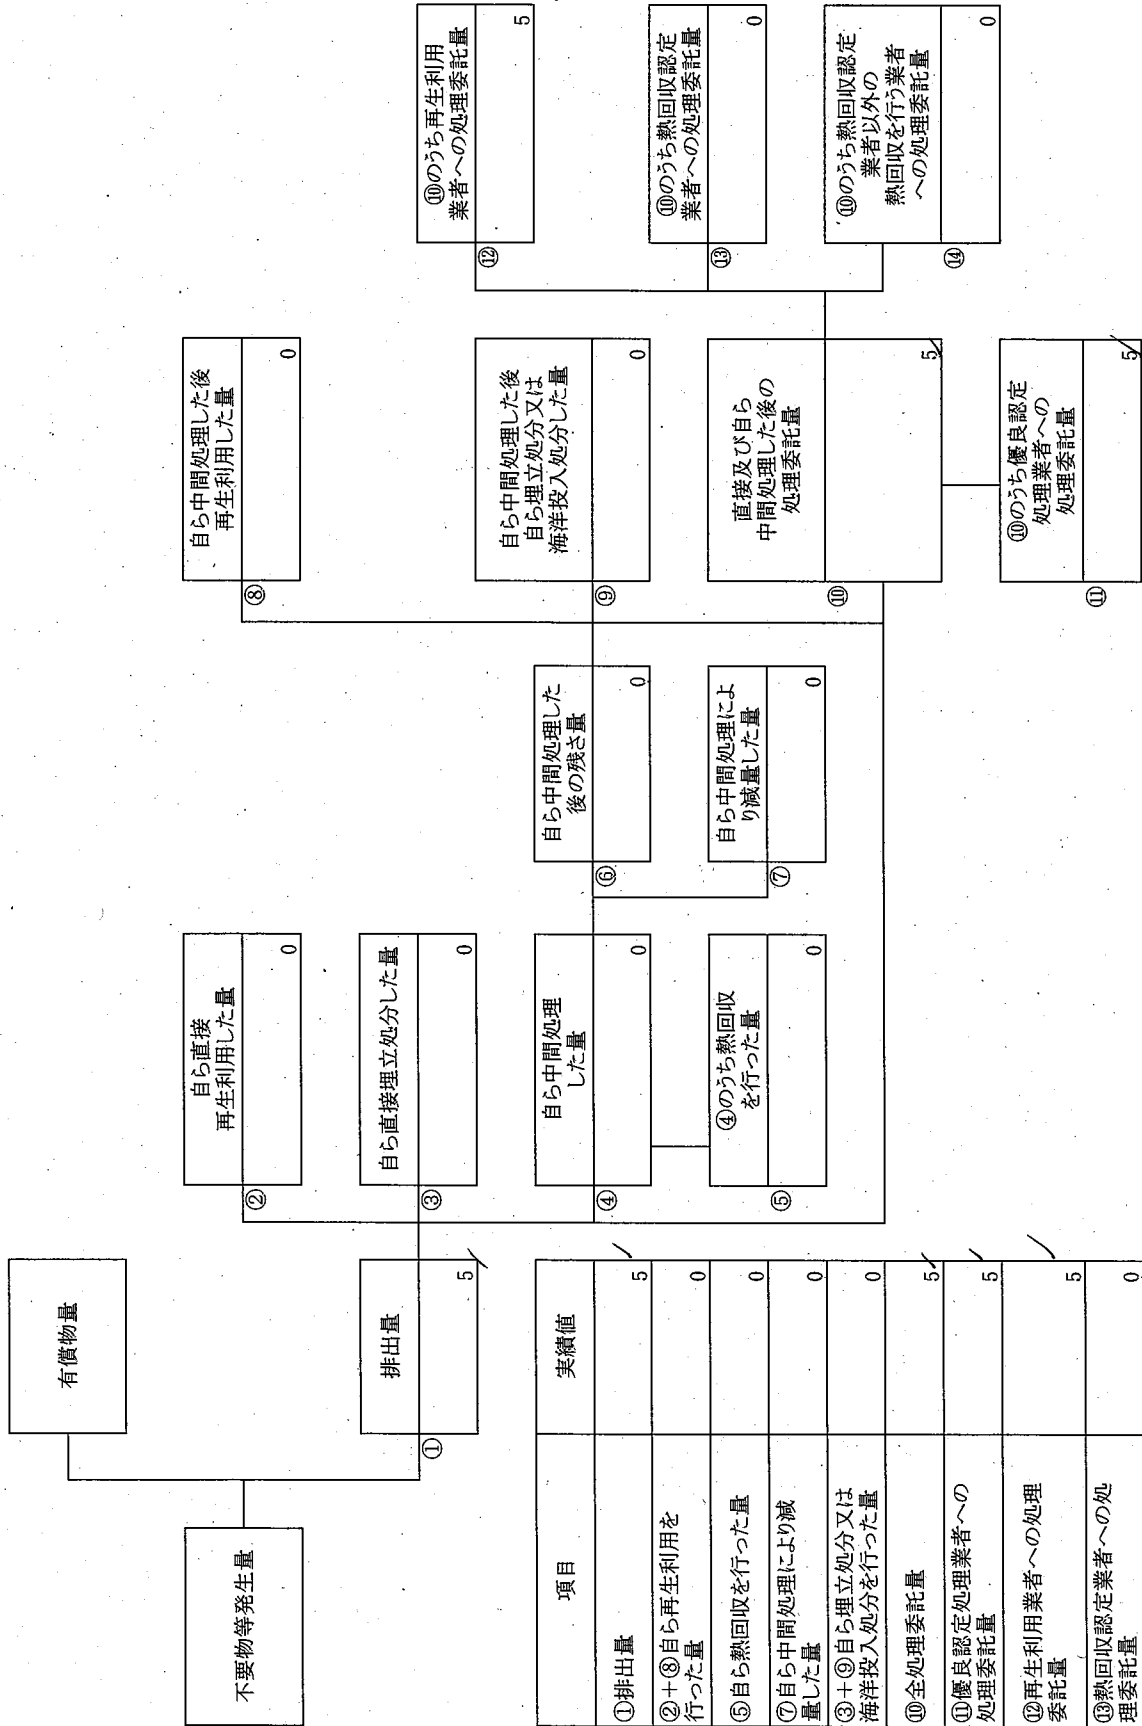 不要物等発生量
有償物量
①
排出量
5
②
自ら直接
再生利用した量
0
③
自ら直接埋立処分した量
0
④
自ら中間処理
した量
0
⑤
④のうち熱回収
を行った量
0
⑥
自ら中間処理した
後の残さ量
0
⑦
自ら中間処理によ
り減量した量
0
⑧
自ら中間処理した後
再生利用した量
0
⑨
自ら中間処理した後
自ら埋立処分又は
海洋投入処分した量
0
⑩
直接及び自ら
中間処理した後の
処理委託量
5
⑪
⑩のうち優良認定
処理業者への
処理委託量
5
⑫
⑩のうち再生利用
業者への処理委託量
5
⑬
⑩のうち熱回収認定
業者への処理委託量
0
⑭
⑩のうち熱回収認定
業者以外の
熱回収を行う業者
への処理委託量
0
項目 実績値
①排出量 5
②+⑧自ら再生利用を
行った量 0
⑤自ら熱回収を行った量 0
⑦自ら中間処理により減
量した量 0
③+⑨自ら埋立処分又は
海洋投入処分を行った量 0
⑩全処理委託量 5
⑪優良認定処理業者への
処理委託量 5
⑫再生利用業者への処理
委託量 5
⑬熱回収認定業者への処
理委託量 0